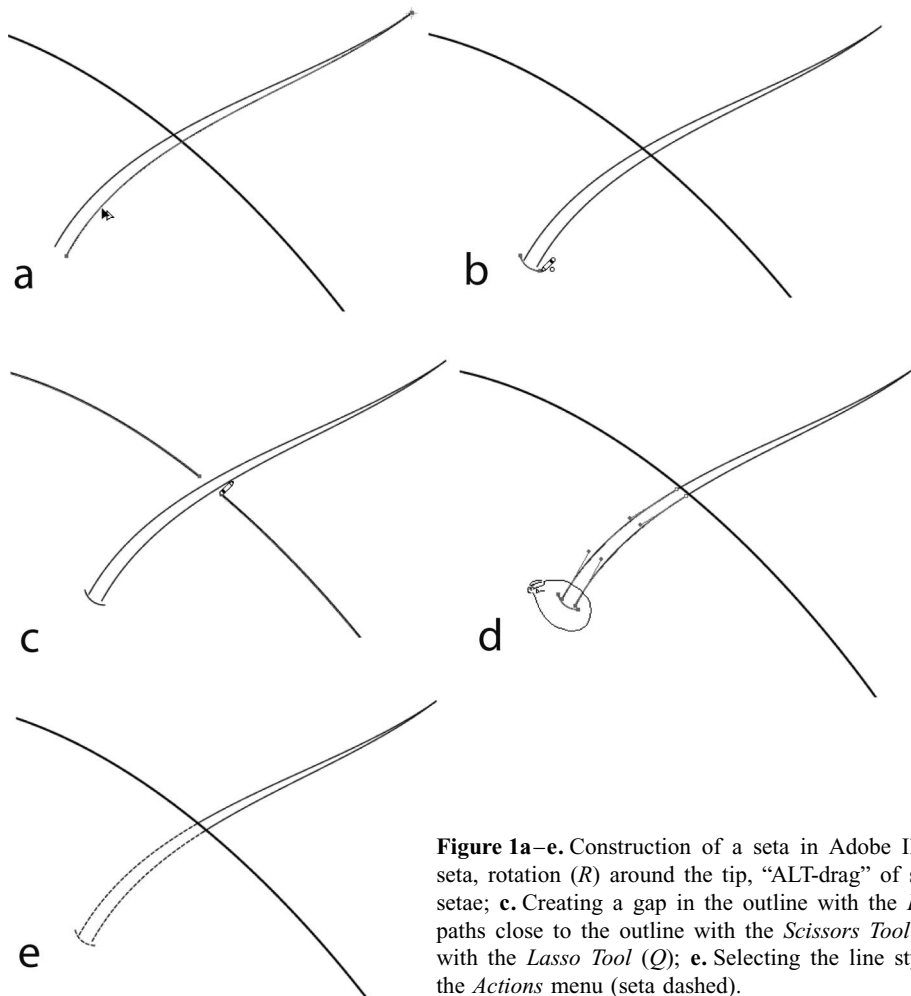 a
b
c
d
e
Figure 1a–e. Construction of a seta in Adobe
seta, rotation (R) around the tip, “ALT-drag” of
setae; c. Creating a gap in the outline with the
paths close to the outline with the Scissors Tool
with the Lasso Tool (Q); e. Selecting the line
the Actions menu (seta dashed).